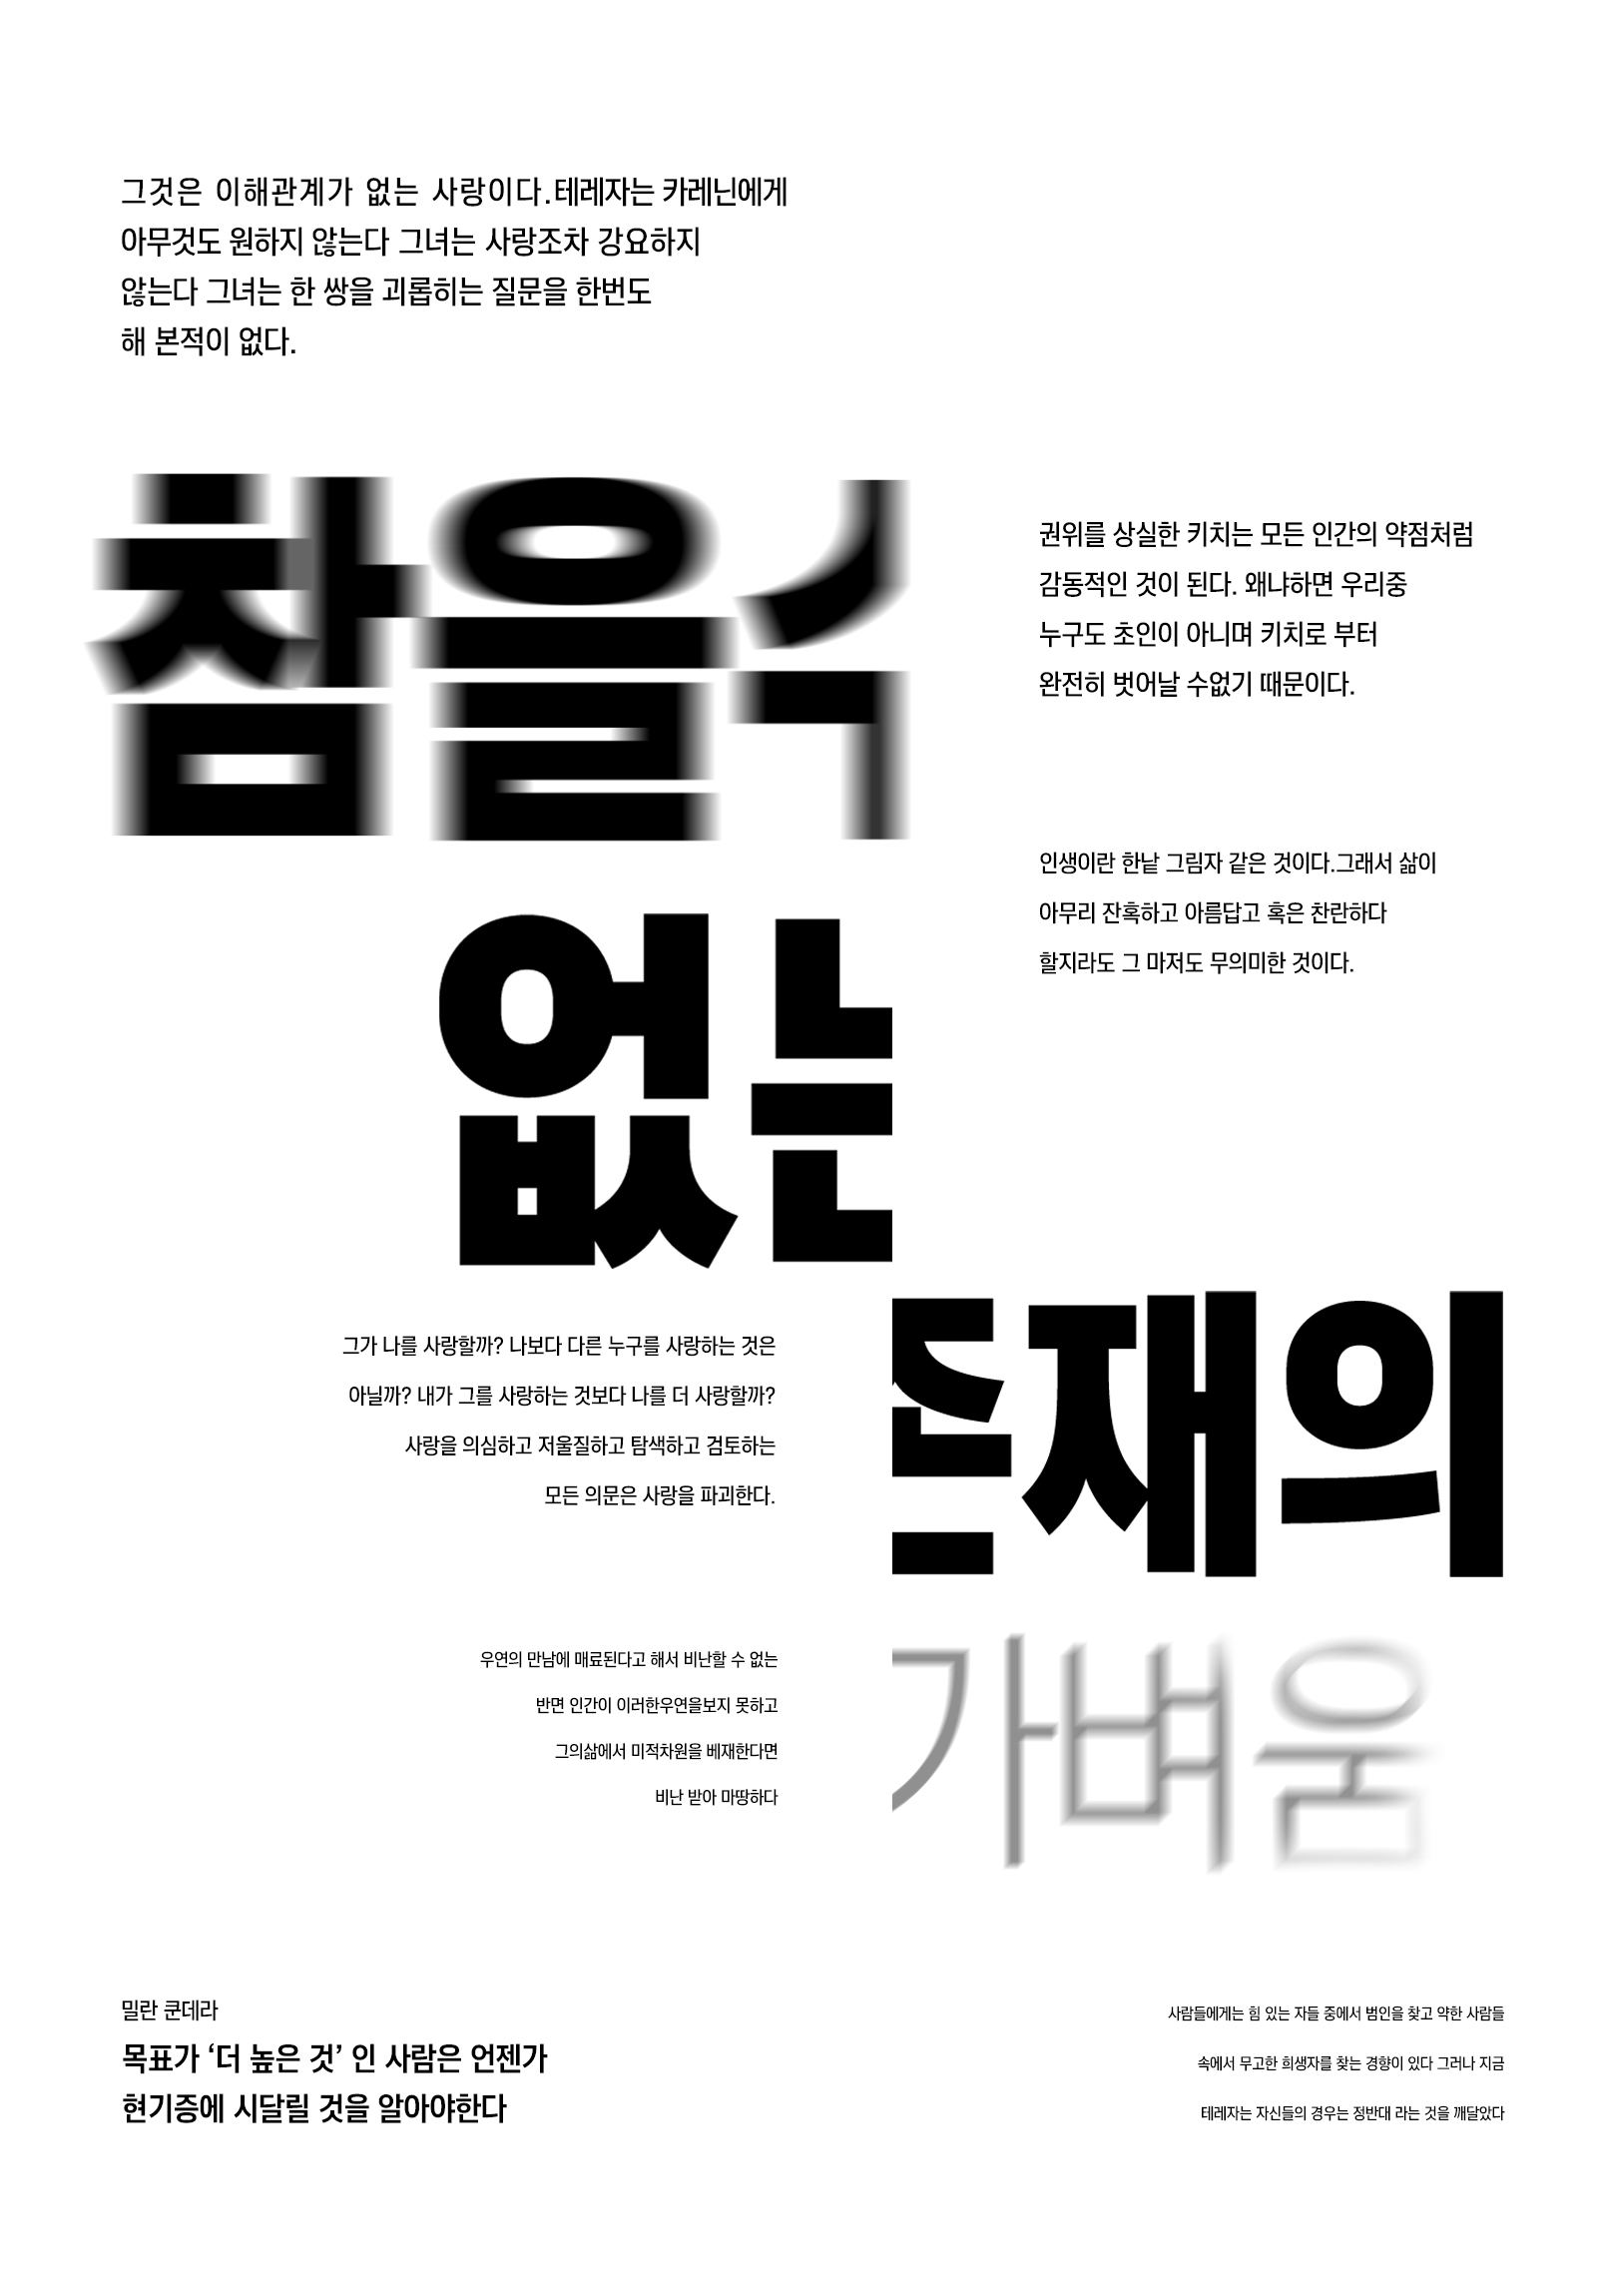 그것은 이해관계가 없는 사랑이다.테레자는 카레닌에게
아무것도 원하지 않는다 그녀는 사랑조차 강요하지
않는다 그녀는 한 쌍을 괴롭히는 질문을 한번도
해 본적이 없다.
참을수
없는
존재의
가벼움
권위를 상실한 키치는 모든 인간의 약점처럼
감동적인 것이 된다. 왜냐하면 우리중
누구도 초인이 아니며 키치로 부터
완전히 벗어날 수없기 때문이다.
인생이란 한낱 그림자 같은 것이다.그래서 삶이
아무리 잔혹하고 아름답고 혹은 찬란하다
할지라도 그 마저도 무의미한 것이다.
그가 나를 사랑할까? 나보다 다른 누구를 사랑하는 것은
아닐까? 내가 그를 사랑하는 것보다 나를 더 사랑할까?
사랑을 의심하고 저울질하고 탐색하고 검토하는
모든 의문은 사랑을 파괴한다.
우연의 만남에 매료된다고 해서 비난할 수 없는
반면 인간이 이러한우연을보지 못하고
그의삶에서 미적차원을 베재한다면
비난 받아 마땅하다
밀란 쿤데라
목표가 ‘더 높은 것’ 인 사람은 언젠가
현기증에 시달릴 것을 알아야한다
사람들에게는 힘 있는 자들 중에서 범인을 찾고 약한 사람들
속에서 무고한 희생자를 찾는 경향이 있다 그러나 지금
테레자는 자신들의 경우는 정반대 라는 것을 깨달았다